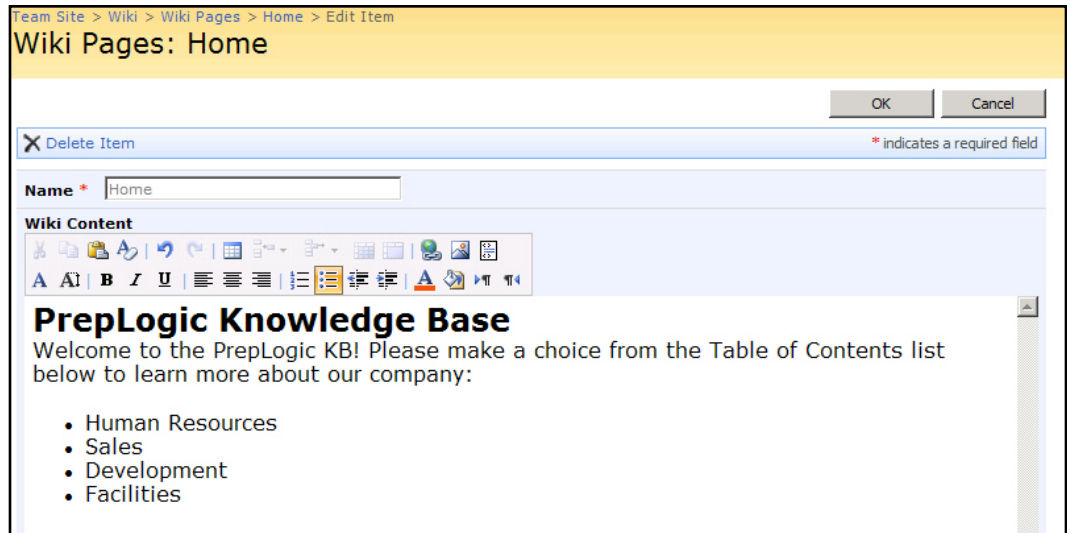 Team Site > Wiki > Wiki Pages > Home > Edit Item
Wiki Pages: Home
OK Cancel
Delete Item * indicates a required field
Name * Home
Wiki Content
A A B I U A
PrepLogic Knowledge Base
Welcome to the PrepLogic KB! Please make a choice from the Table of Contents list
below to learn more about our company:
• Human Resources
• Sales
• Development
• Facilities